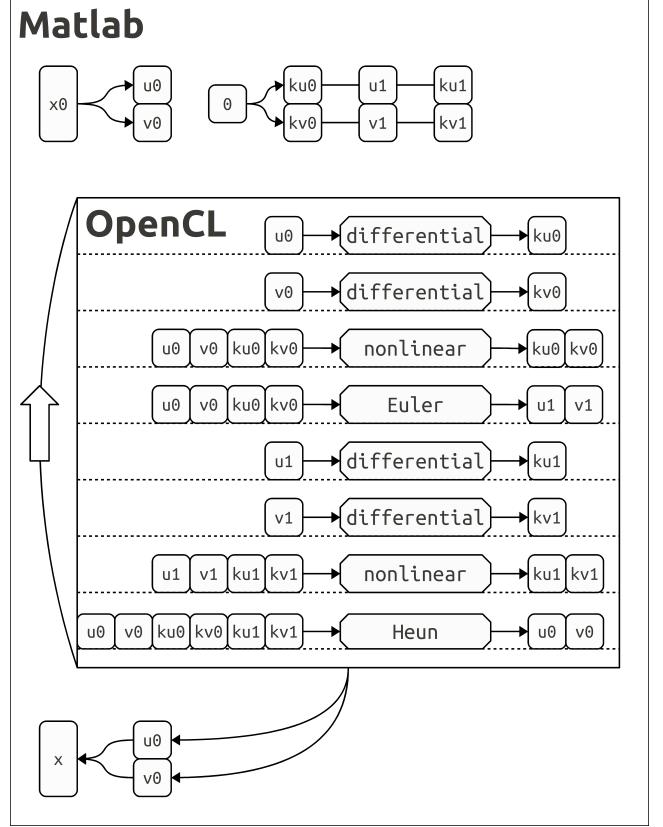 Matlab
x0 u0 0 ku0 u1 ku1
v0 kv0 v1 kv1
OpenCL
u0 differential ku0
v0 differential kv0
u0 v0 ku0 kv0 nonlinear ku0 kv0
u0 v0 ku0 kv0 Euler u1 v1
u1 differential ku1
v1 differential kv1
u1 v1 ku1 kv1 nonlinear ku1 kv1
u0 v0 ku0 kv0 ku1 kv1 Heun u0 v0
x u0
v0